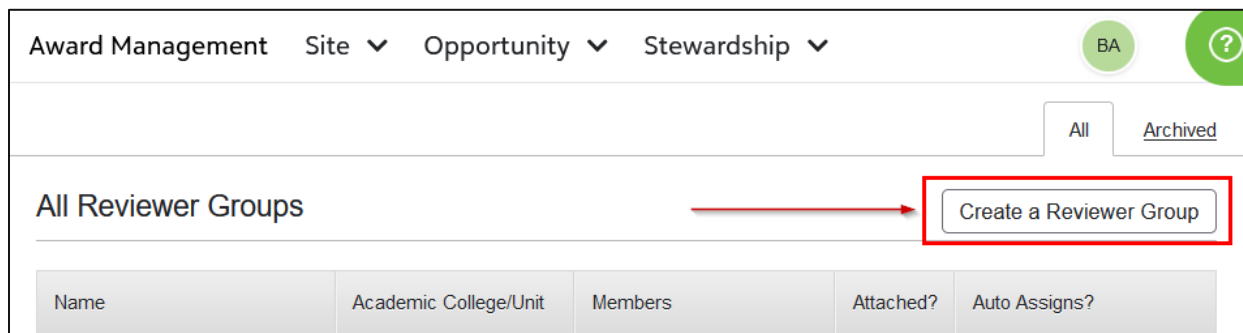 Award Management Site Opportunity Stewardship BA ?
All Archived
All Reviewer Groups Create a Reviewer Group
Name Academic College/Unit Members Attached? Auto Assigns?